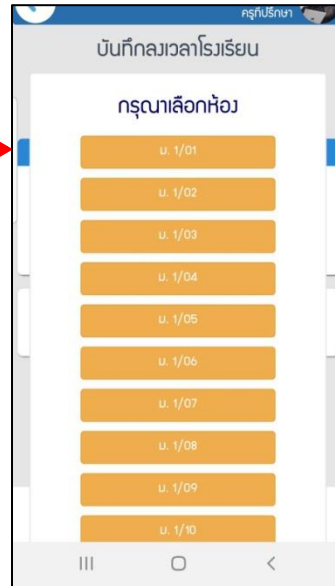 ครูที่ปรึกษา
บันทึกลงเวลาโรงเรียน
กรุณาเลือกห้อง
ม. 1/01
ม. 1/02
ม. 1/03
ม. 1/04
ม. 1/05
ม. 1/06
ม. 1/07
ม. 1/08
ม. 1/09
ม. 1/10